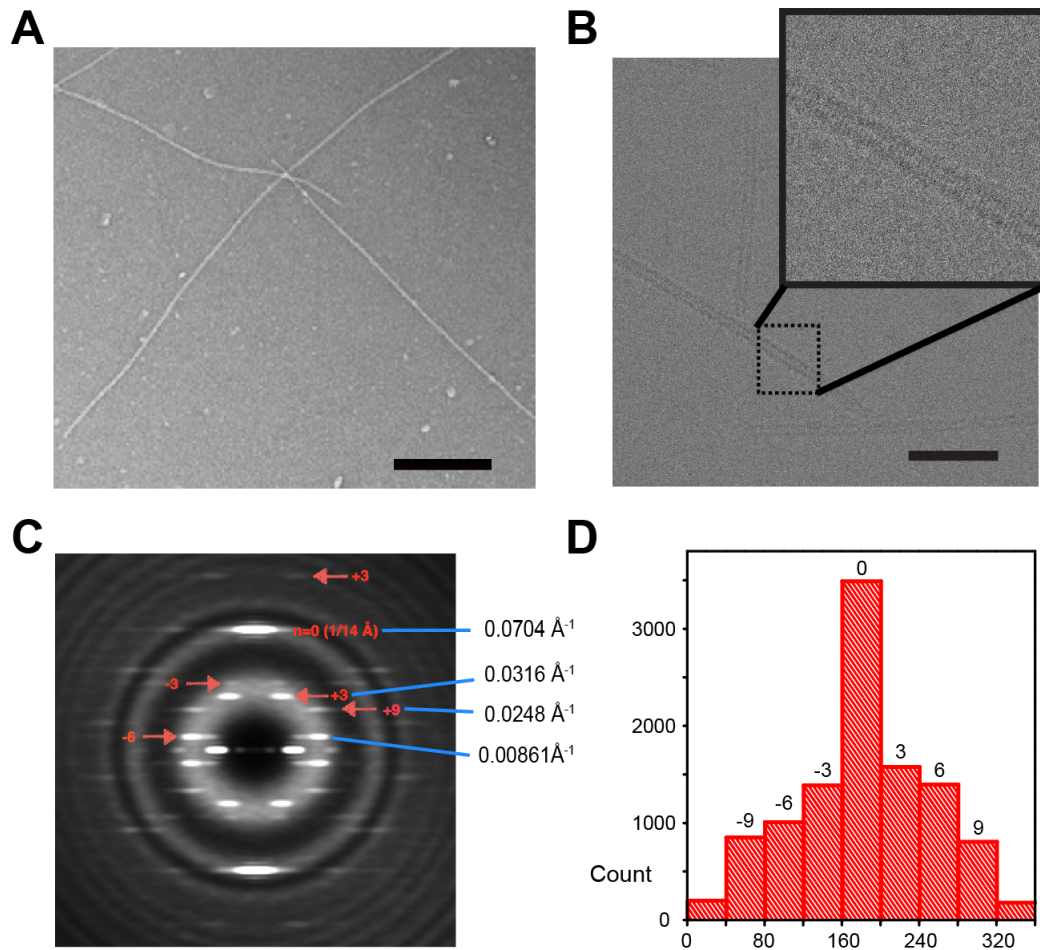 A
B
C
+3
n=0 (1/14 Å)
0.0704 Å-1
0.0316 Å-1
-3
+3
+9
0.0248 Å-1
-6
0.00861Å-1
D
0
3000
2000
1000
0
Count
-9
-6
-3
3
6
9
0
80
160
240
320